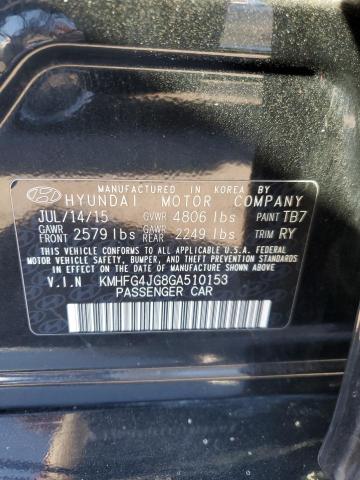 MANUFACTURED IN KOREA BY
HYUNDAI MOTOR COMPANY
JUL/14/15 GVWR 4806 lbs PAINT TB7
GAWR FRONT 2579 lbs GAWR REAR 2249 lbs TRIM RY
THIS VEHICLE CONFORMS TO ALL APPLICABLE U.S.A. FEDERAL
MOTOR VEHICLE SAFETY, BUMPER, AND THEFT PREVENTION
STANDARDS IN EFFECT ON THE DATE OF MANUFACTURE SHOWN ABOVE.
V.I.N KMHFG4JG8GA510153
PASSENGER CAR